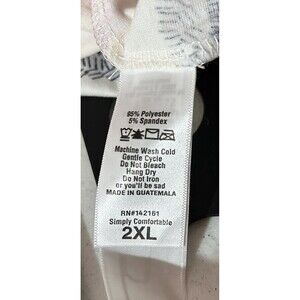 95% Polyester
5% Spandex
Machine Wash Cold
Gentle Cycle
Do Not Bleach
Hang Dry
Do Not Iron
or you'll be sad
MADE IN GUATEMALA
RN#142161
Simply Comfortable
2XL